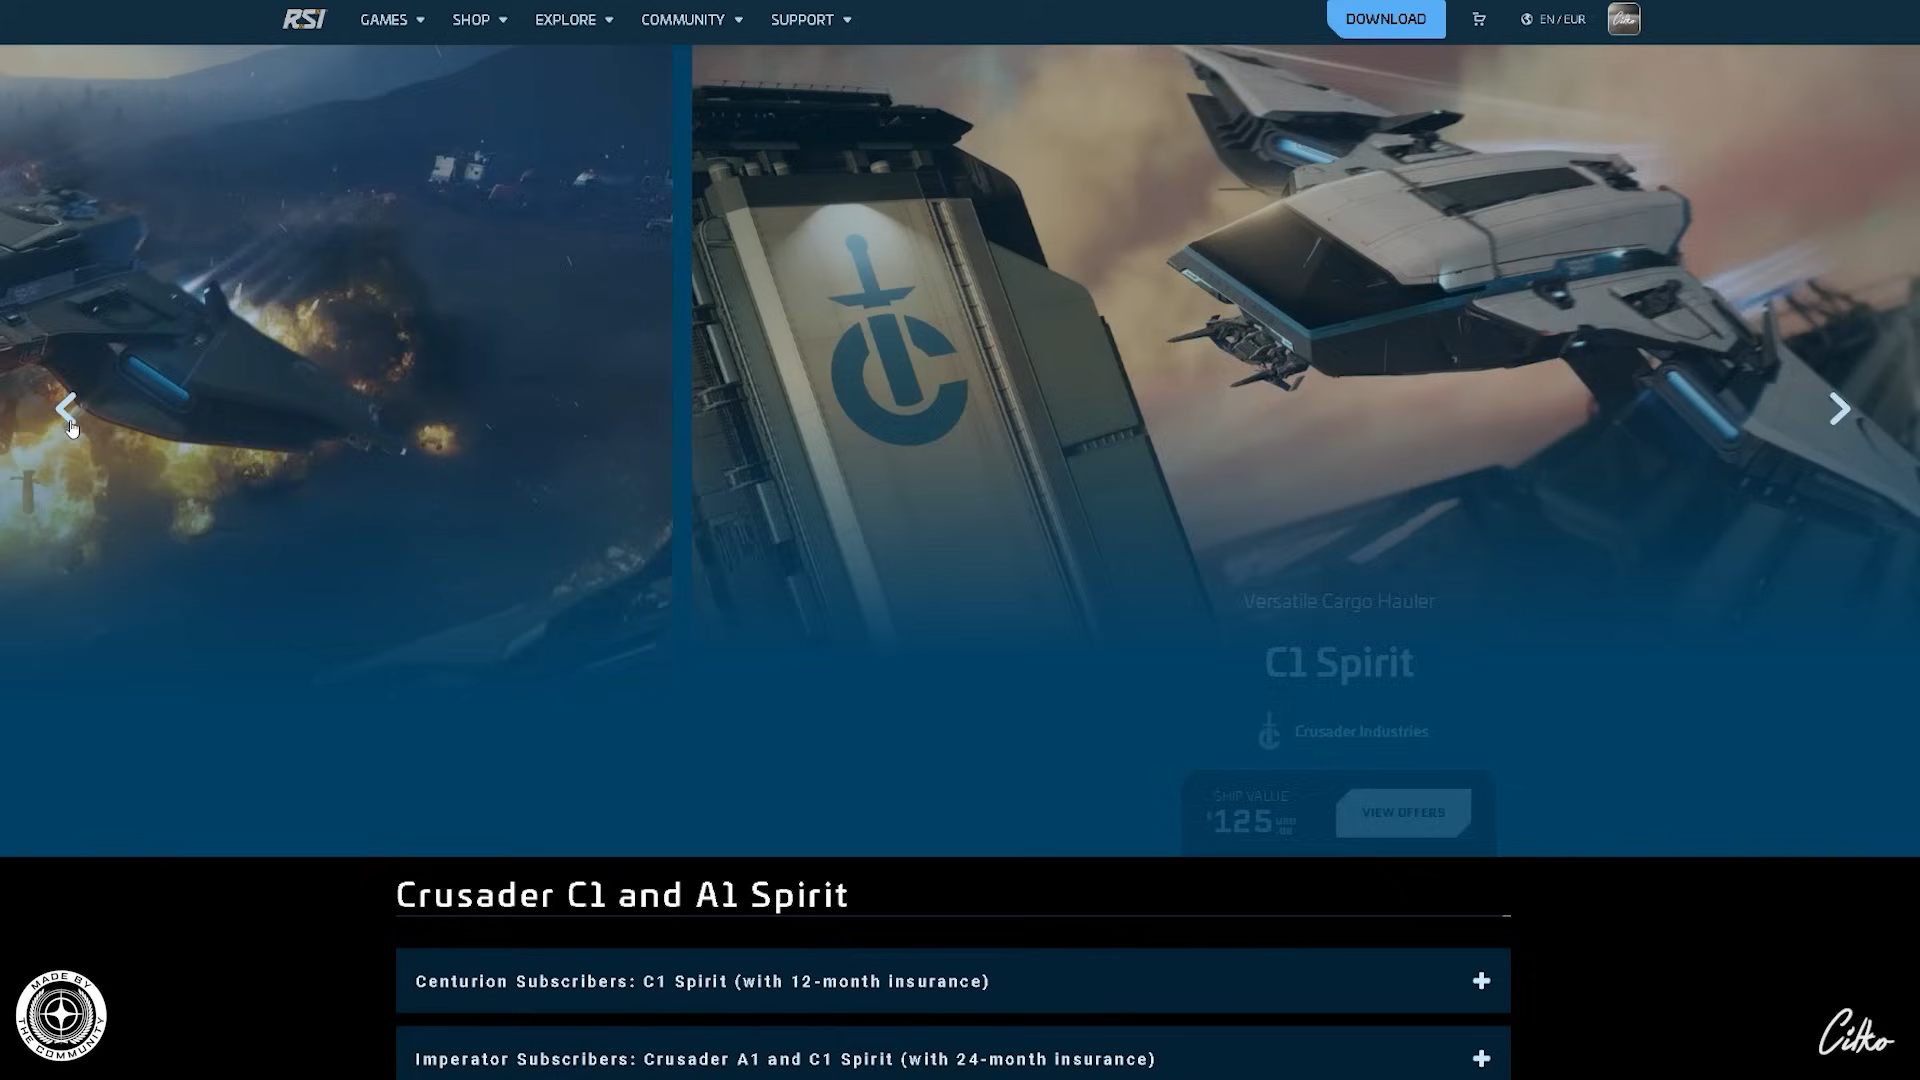 RSI GAMES SHOP EXPLORE COMMUNITY SUPPORT DOWNLOAD EN / EUR
Versatile Cargo Hauler
C1 Spirit
Crusader Industries
SHIP VALUE
$125 USD .00
VIEW OFFERS
Crusader C1 and A1 Spirit
Centurion Subscribers: C1 Spirit (with 12-month insurance)
Imperator Subscribers: Crusader A1 and C1 Spirit (with 24-month insurance)
MADE BY THE COMMUNITY
Citko